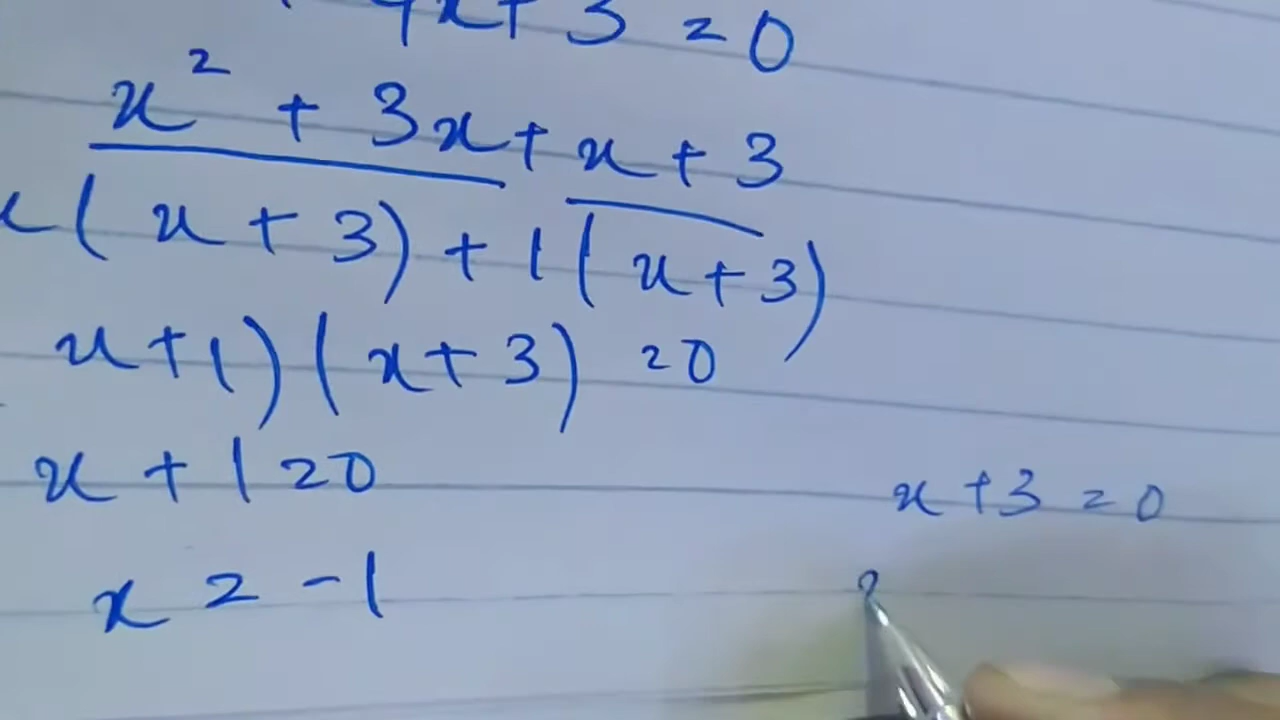 4x + 3 = 0
x² + 3x + x + 3
x(x + 3) + 1(x + 3)
x + 1)(x + 3) = 0
x + 1 = 0
x + 3 = 0
x = -1